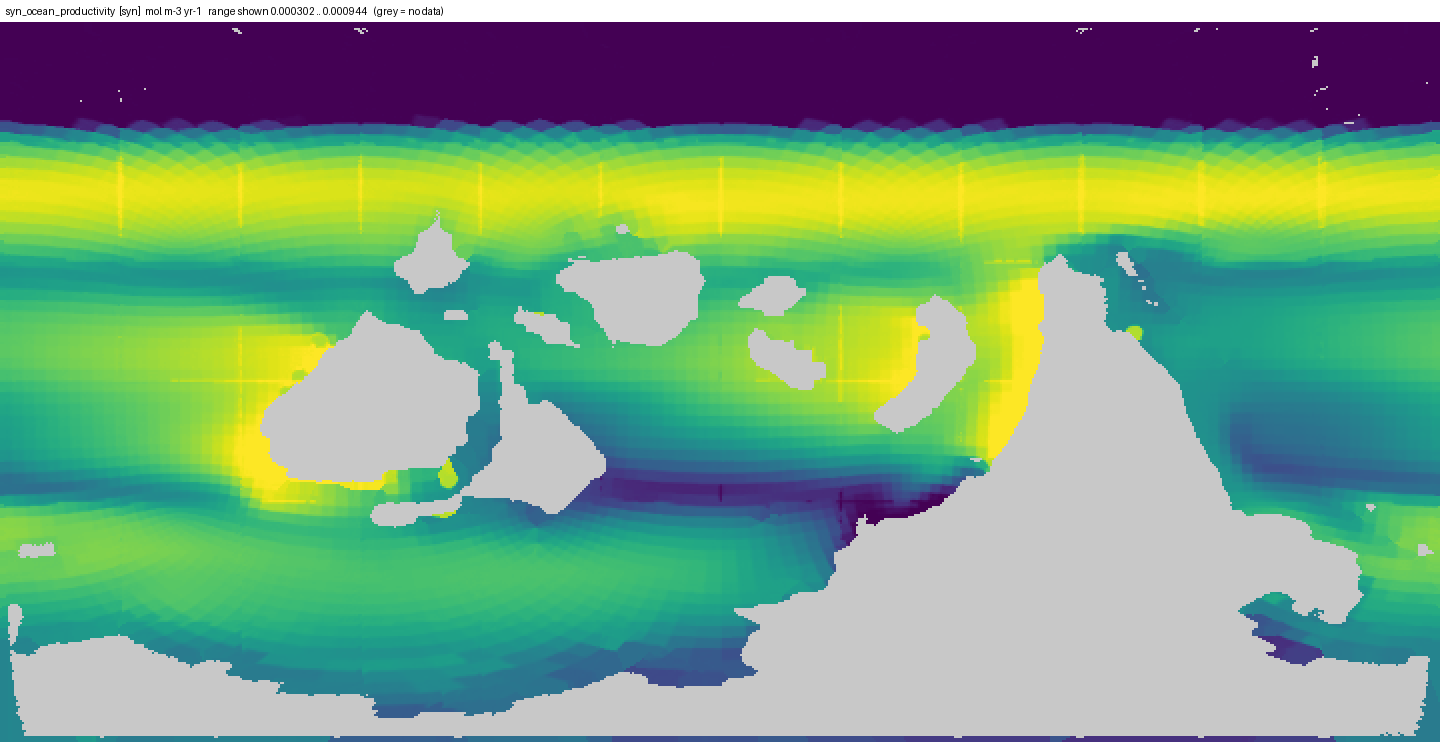 syn_ocean_productivity [syn] mol m-3 yr-1 range shown 0.000302 .. 0.000944 (grey = no data)